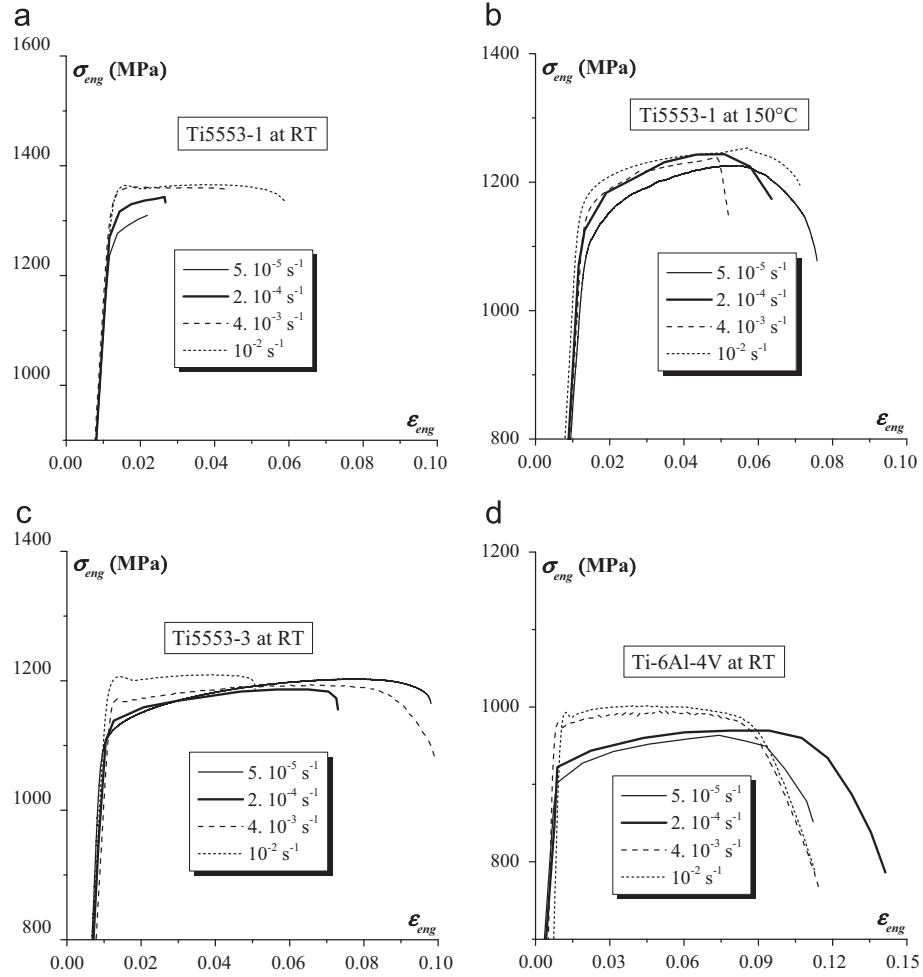 a
1600
σeng (MPa)
Ti5553-1 at RT
1400
1200
1000
5. 10⁻⁵ s⁻¹
2. 10⁻⁴ s⁻¹
4. 10⁻³ s⁻¹
10⁻² s⁻¹
εeng
0.00 0.02 0.04 0.06 0.08 0.10
b
1400
σeng (MPa)
Ti5553-1 at 150°C
1200
1000
800
5. 10⁻⁵ s⁻¹
2. 10⁻⁴ s⁻¹
4. 10⁻³ s⁻¹
10⁻² s⁻¹
εeng
0.00 0.02 0.04 0.06 0.08 0.10
c
1400
σeng (MPa)
Ti5553-3 at RT
1200
1000
800
5. 10⁻⁵ s⁻¹
2. 10⁻⁴ s⁻¹
4. 10⁻³ s⁻¹
10⁻² s⁻¹
εeng
0.00 0.02 0.04 0.06 0.08 0.10
d
1200
σeng (MPa)
Ti-6Al-4V at RT
1000
800
5. 10⁻⁵ s⁻¹
2. 10⁻⁴ s⁻¹
4. 10⁻³ s⁻¹
10⁻² s⁻¹
εeng
0.00 0.03 0.06 0.09 0.12 0.15